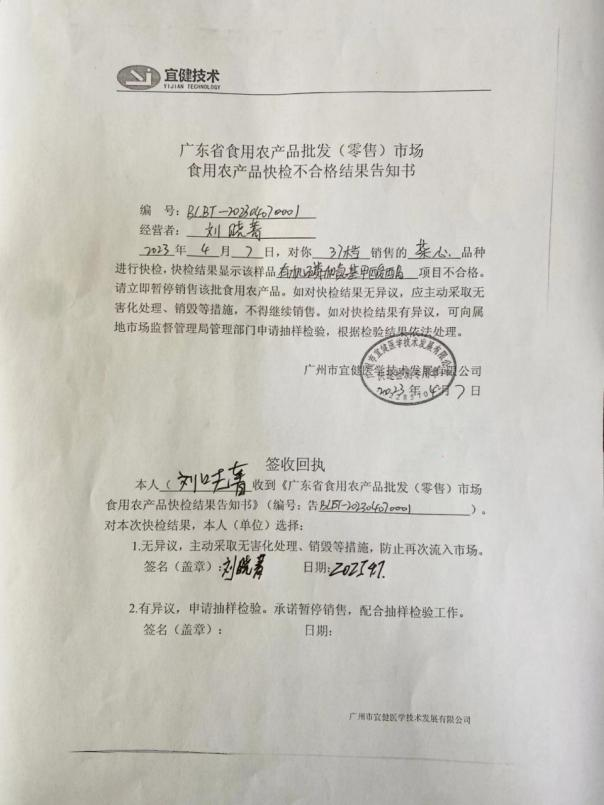 宜健技术
YIJIAN TECHNOLOGY
广东省食用农产品批发（零售）市场
食用农产品快检不合格结果告知书
编 号：BLBT-202304070001
经营者：刘晓菁
2023 年 4 月 7 日，对你 37档 销售的 菜心 品种
进行快检，快检结果显示该样品 有机磷和氨基甲酸酯 项目不合格。
请立即暂停销售该批食用农产品。如对快检结果无异议，应主动采取无
害化处理、销毁等措施，不得继续销售。如对快检结果有异议，可向属
地市场监督管理局管理部门申请抽样检验，根据检验结果依法处理。
广州市宜健医学技术发展有限公司
2023 年 4 月 7 日
签收回执
本人（ 刘晓菁 收到《广东省食用农产品批发（零售）市场
食用农产品快检结果告知书》（编号：告BLBT-202304070001 ）。
对本次快检结果，本人（单位）选择：
1.无异议，主动采取无害化处理、销毁等措施，防止再次流入市场。
签名（盖章）：刘晓菁 日期：2023.4.7.
2.有异议，申请抽样检验。承诺暂停销售，配合抽样检验工作。
签名（盖章）： 日期：
广州市宜健医学技术发展有限公司